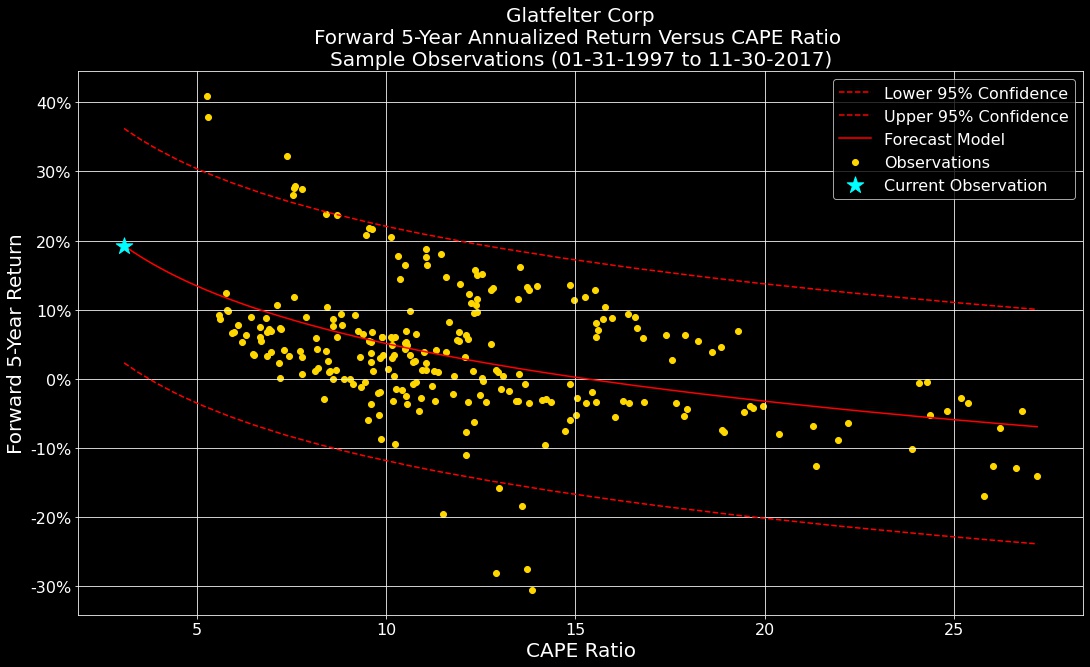 Glatfelter Corp
Forward 5-Year Annualized Return Versus CAPE Ratio
Sample Observations (01-31-1997 to 11-30-2017)
Lower 95% Confidence
Upper 95% Confidence
Forecast Model
Observations
Current Observation
Forward 5-Year Return
40%
30%
20%
10%
0%
-10%
-20%
-30%
5
10
15
20
25
CAPE Ratio